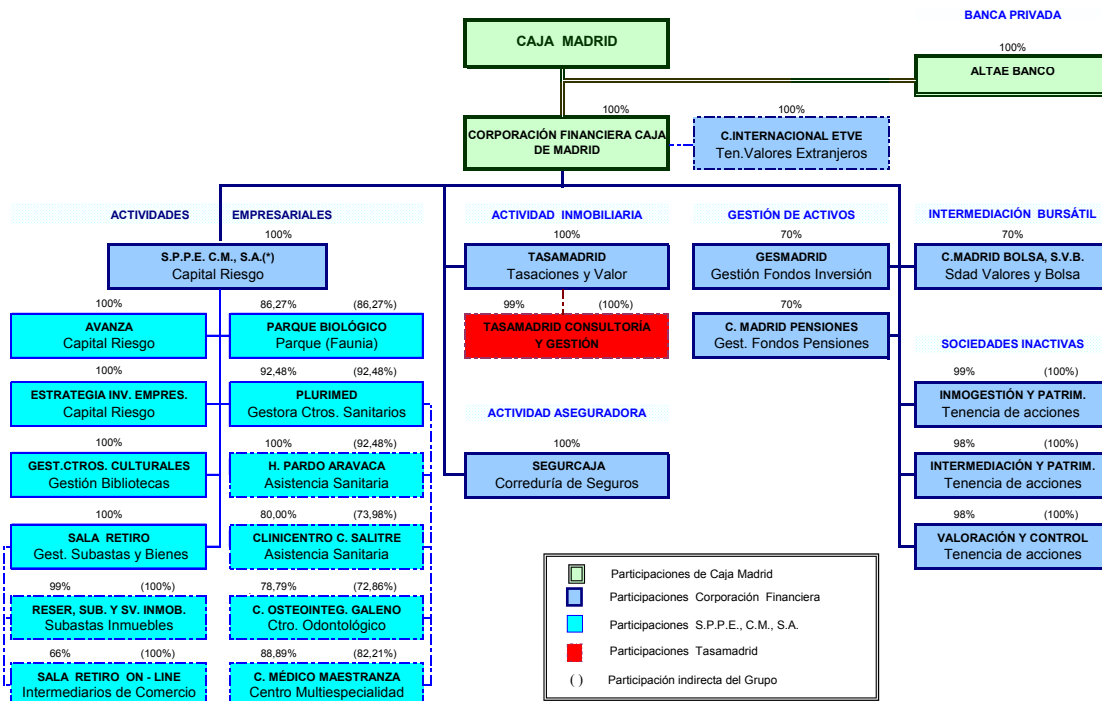 BANCA PRIVADA
CAJA MADRID
100%
ALTAE BANCO
100%
100%
CORPORACIÓN FINANCIERA CAJA
DE MADRID
C.INTERNACIONAL ETVE
Ten.Valores Extranjeros
ACTIVIDADES EMPRESARIALES
100%
S.P.P.E. C.M., S.A.(*)
Capital Riesgo
ACTIVIDAD INMOBILIARIA
100%
TASAMADRID
Tasaciones y Valor
99% (100%)
TASAMADRID CONSULTORÍA
Y GESTIÓN
GESTIÓN DE ACTIVOS
70%
GESMADRID
Gestión Fondos Inversión
70%
C. MADRID PENSIONES
Gest. Fondos Pensiones
INTERMEDIACIÓN BURSÁTIL
70%
C.MADRID BOLSA, S.V.B.
Sdad Valores y Bolsa
100%
AVANZA
Capital Riesgo
86,27% (86,27%)
PARQUE BIOLÓGICO
Parque (Faunia)
100%
ESTRATEGIA INV. EMPRES.
Capital Riesgo
92,48% (92,48%)
PLURIMED
Gestora Ctros. Sanitarios
100%
GEST.CTROS. CULTURALES
Gestión Bibliotecas
100% (92,48%)
H. PARDO ARAVACA
Asistencia Sanitaria
100%
SALA RETIRO
Gest. Subastas y Bienes
80,00% (73,98%)
CLINICENTRO C. SALITRE
Asistencia Sanitaria
99% (100%)
RESER, SUB. Y SV. INMOB.
Subastas Inmuebles
78,79% (72,86%)
C. OSTEOINTEG. GALENO
Ctro. Odontológico
66% (100%)
SALA RETIRO ON - LINE
Intermediarios de Comercio
88,89% (82,21%)
C. MÉDICO MAESTRANZA
Centro Multiespecialidad
ACTIVIDAD ASEGURADORA
100%
SEGURCAJA
Correduría de Seguros
SOCIEDADES INACTIVAS
99% (100%)
INMOGESTIÓN Y PATRIM.
Tenencia de acciones
98% (100%)
INTERMEDIACIÓN Y PATRIM.
Tenencia de acciones
98% (100%)
VALORACIÓN Y CONTROL
Tenencia de acciones
Participaciones de Caja Madrid
Participaciones Corporación Financiera
Participaciones S.P.P.E., C.M., S.A.
Participaciones Tasamadrid
( ) Participación indirecta del Grupo